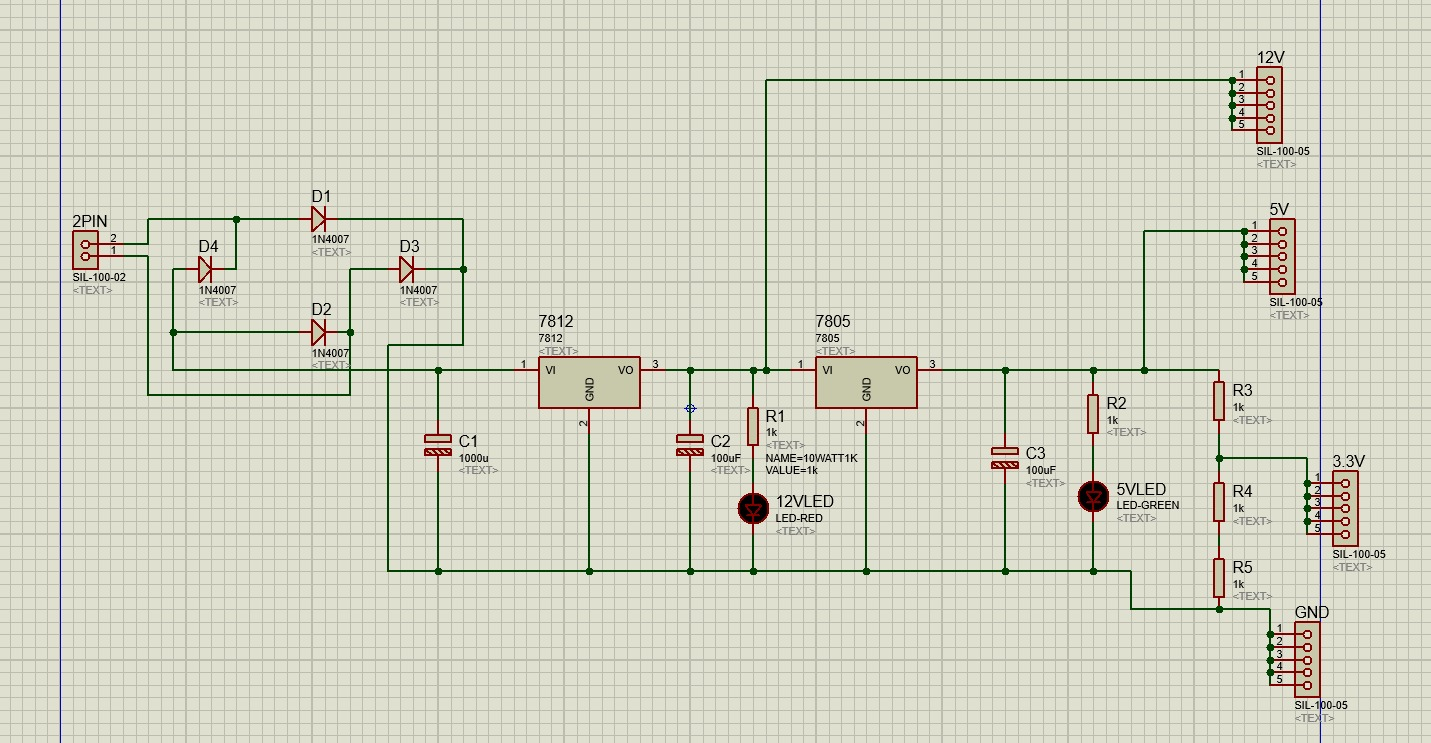 12V
1
2
3
4
5
SIL-100-05
<TEXT>
5V
1
2
3
4
5
SIL-100-05
<TEXT>
2PIN
2
1
SIL-100-02
<TEXT>
D1
1N4007
<TEXT>
D4
1N4007
<TEXT>
D3
1N4007
<TEXT>
D2
1N4007
<TEXT>
7812
7812
<TEXT>
1
VI
VO
3
GND
2
7805
7805
<TEXT>
1
VI
VO
3
GND
2
C1
1000u
<TEXT>
C2
100uF
<TEXT>
R1
1k
<TEXT>
NAME=10WATT1K
VALUE=1k
12VLED
LED-RED
<TEXT>
C3
100uF
<TEXT>
R2
1k
<TEXT>
5VLED
LED-GREEN
<TEXT>
R3
1k
<TEXT>
R4
1k
<TEXT>
R5
1k
<TEXT>
3.3V
1
2
3
4
5
SIL-100-05
<TEXT>
GND
1
2
3
4
5
SIL-100-05
<TEXT>